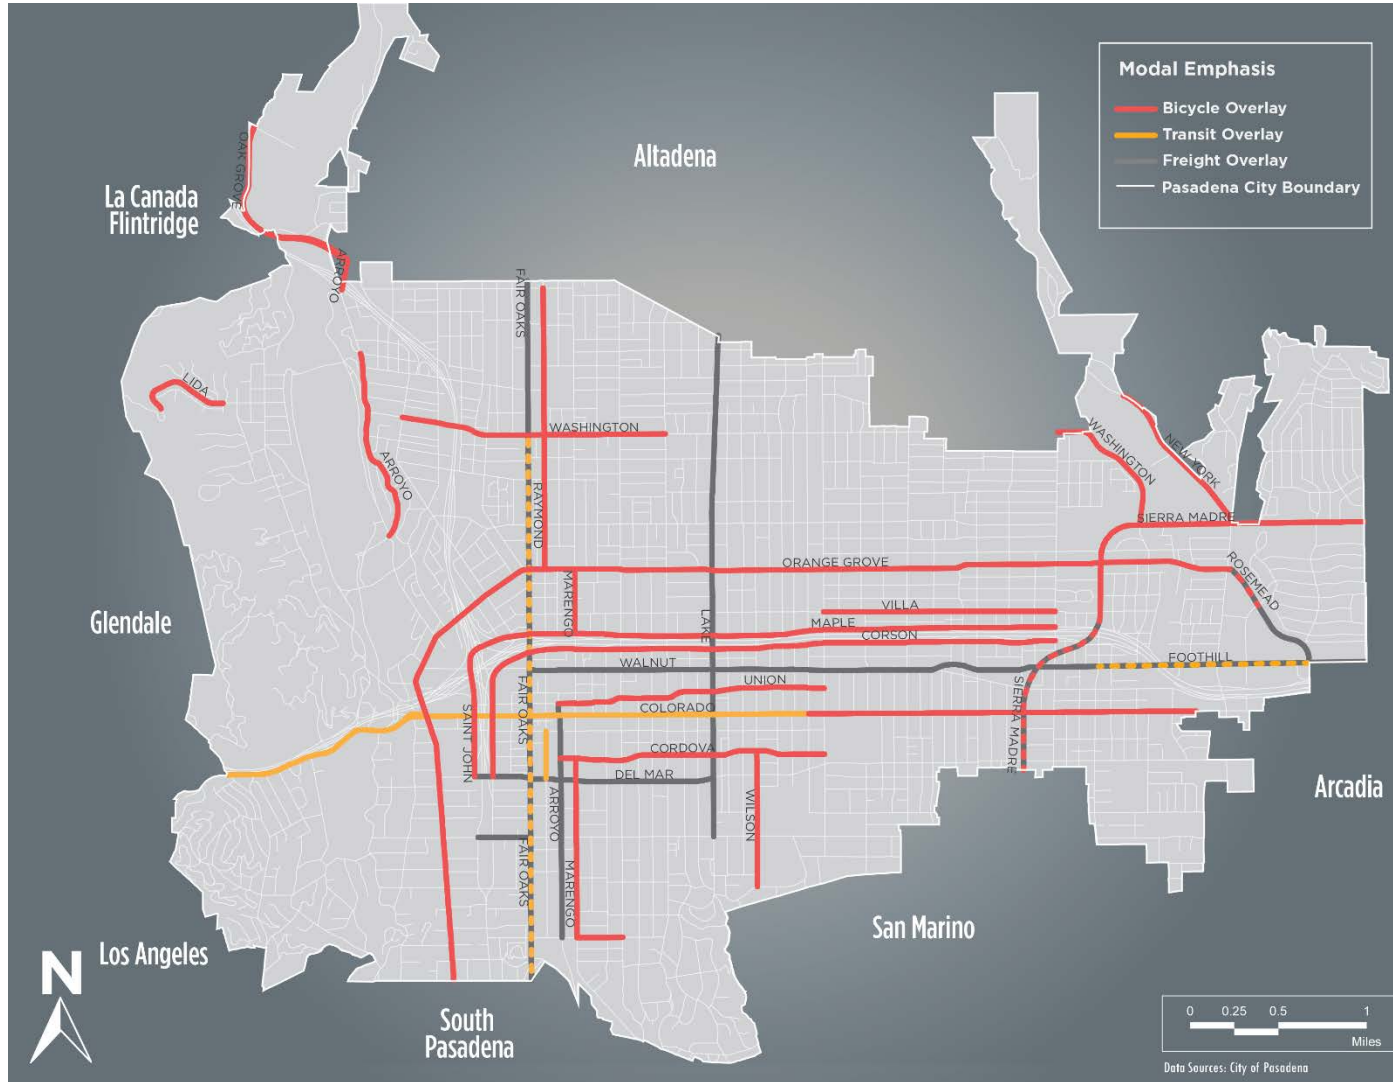 Modal Emphasis
Bicycle Overlay
Transit Overlay
Freight Overlay
Pasadena City Boundary
Altadena
La Canada
Flintridge
OAK GROVE
ARROYO
FAIR OAKS
LIDA
WASHINGTON
ARROYO
RAYMOND
WASHINGTON
NEW YORK
SIERRA MADRE
ORANGE GROVE
ROSEMEAD
MARENGO
VILLA
MAPLE
CORSON
LAKE
Glendale
WALNUT
FOOTHILL
UNION
FAIR OAKS
COLORADO
SAINT JOHN
SIERRA MADRE
CORDOVA
DEL MAR
ARROYO
WILSON
Arcadia
FAIR OAKS
MARENGO
San Marino
Los Angeles
N
South
Pasadena
0 0.25 0.5 1
Miles
Data Sources: City of Pasadena